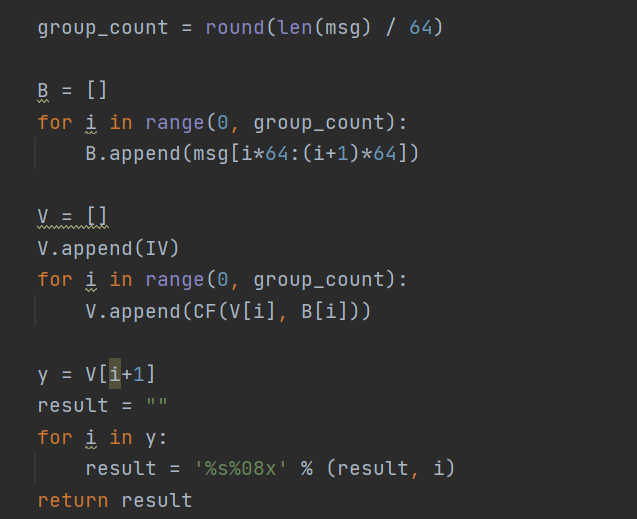 group_count = round(len(msg) / 64)
B = []
for i in range(0, group_count):
B.append(msg[i*64:(i+1)*64])
V = []
V.append(IV)
for i in range(0, group_count):
V.append(CF(V[i], B[i]))
y = V[i+1]
result = ""
for i in y:
result = '%s%08x' % (result, i)
return result